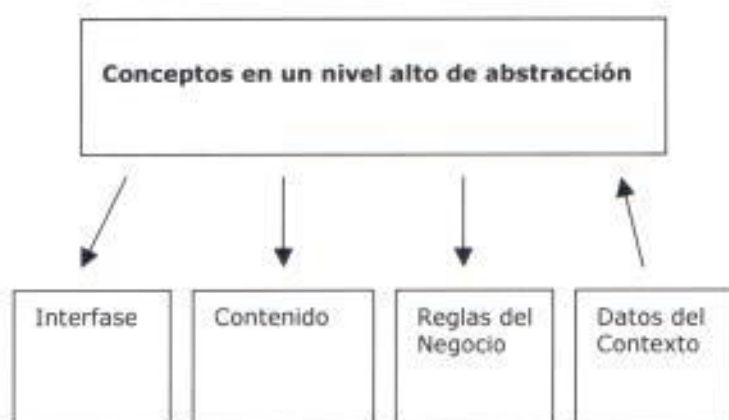 Conceptos en un nivel alto de abstracción
Interfase
Contenido
Reglas del
Negocio
Datos del
Contexto